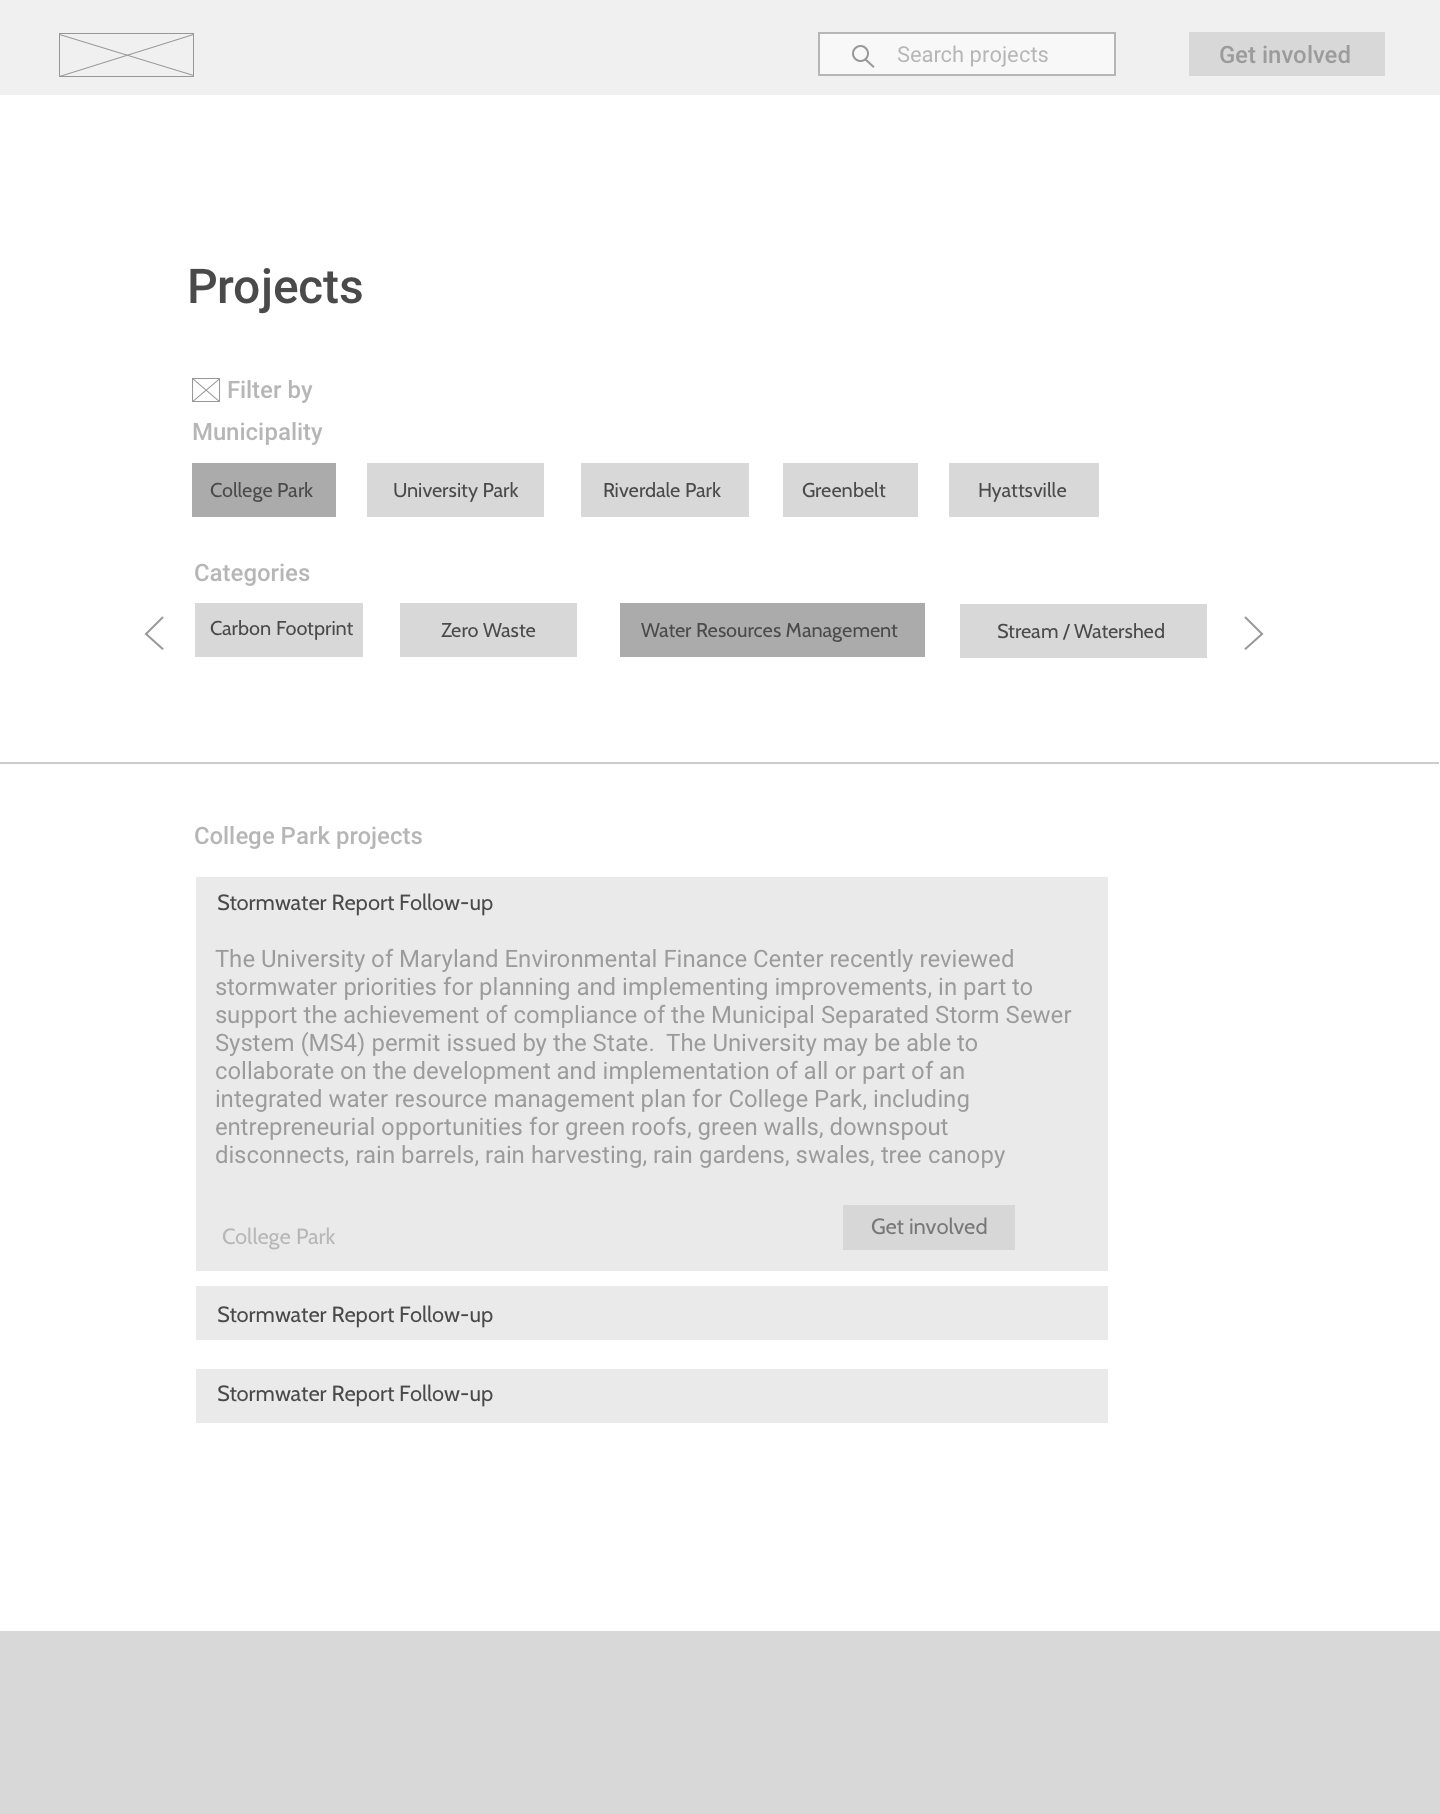 Search projects
Get involved
Projects
Filter by
Municipality
College Park
University Park
Riverdale Park
Greenbelt
Hyattsville
Categories
Carbon Footprint
Zero Waste
Water Resources Management
Stream / Watershed
College Park projects
Stormwater Report Follow-up
The University of Maryland Environmental Finance Center recently reviewed
stormwater priorities for planning and implementing improvements, in part to
support the achievement of compliance of the Municipal Separated Storm Sewer
System (MS4) permit issued by the State.  The University may be able to
collaborate on the development and implementation of all or part of an
integrated water resource management plan for College Park, including
entrepreneurial opportunities for green roofs, green walls, downspout
disconnects, rain barrels, rain harvesting, rain gardens, swales, tree canopy
College Park
Get involved
Stormwater Report Follow-up
Stormwater Report Follow-up